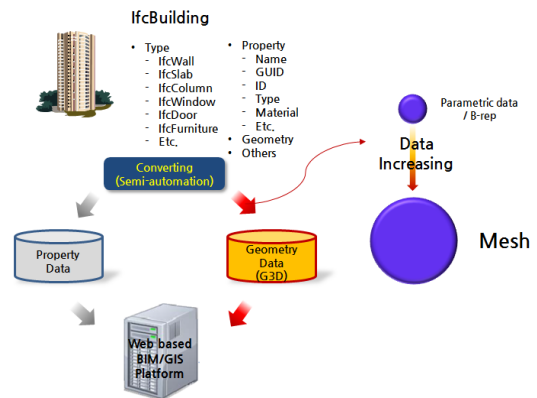 IfcBuilding
• Type
- IfcWall
- IfcSlab
- IfcColumn
- IfcWindow
- IfcDoor
- IfcFurniture
- Etc.
• Property
- Name
- GUID
- ID
- Type
- Material
- Etc.
• Geometry
• Others
Converting
(Semi-automation)
Parametric data
/ B-rep
Data
Increasing
Mesh
Property
Data
Geometry
Data
(G3D)
Web based
BIM/GIS
Platform